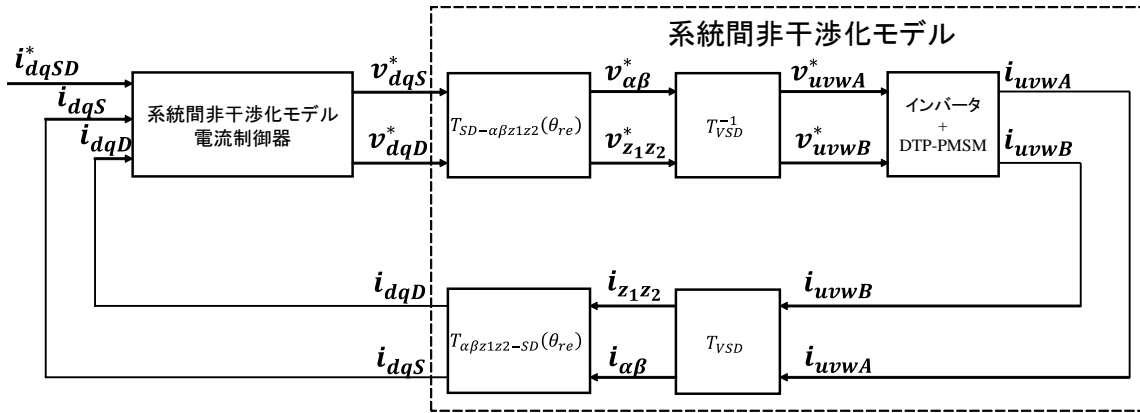 系統間非干渉化モデル
i*dqSD
idqS
idqD
系統間非干渉化モデル
電流制御器
v*dqS
v*dqD
TSD−αβz1z2(θre)
v*αβ
v*z1z2
T−1VSD
v*uvwA
v*uvwB
インバータ
+
DTP-PMSM
iuvwA
iuvwB
idqD
idqS
Tαβz1z2−SD(θre)
iz1z2
iαβ
TVSD
iuvwB
iuvwA